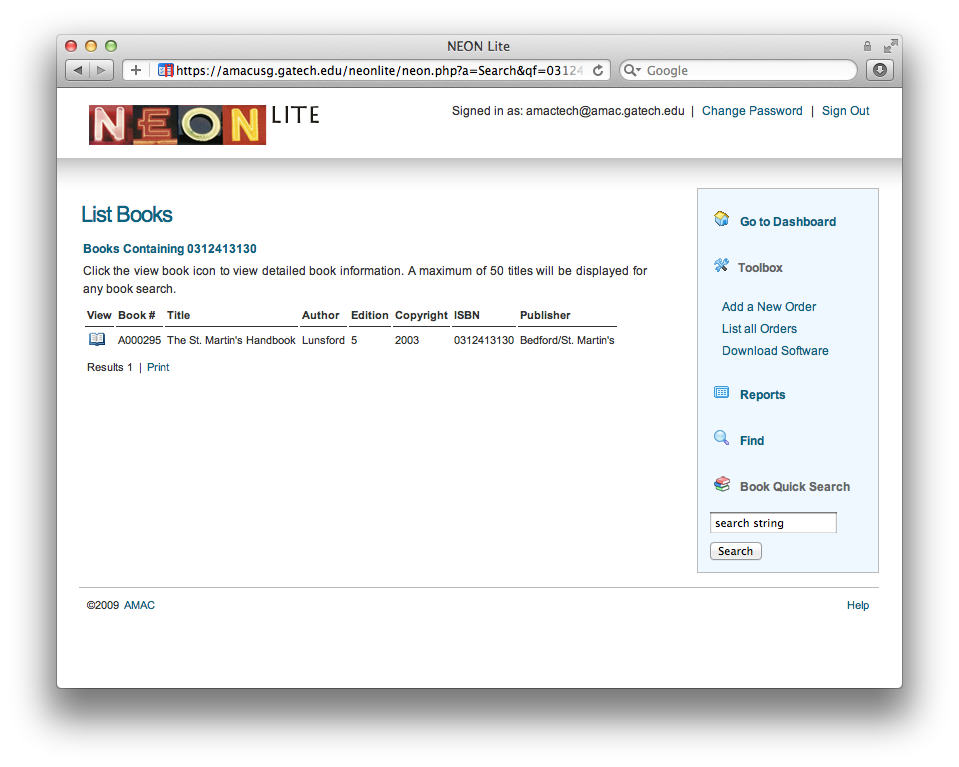 NEON Lite
https://amacusg.gatech.edu/neonlite/neon.php?a=Search&qf=03124
Google
NEON LITE
Signed in as: amactech@amac.gatech.edu | Change Password | Sign Out
List Books
Books Containing 0312413130
Click the view book icon to view detailed book information. A maximum of 50 titles will be displayed for
any book search.
View Book # Title Author Edition Copyright ISBN Publisher
A000295 The St. Martin's Handbook Lunsford 5 2003 0312413130 Bedford/St. Martin's
Results 1 | Print
Go to Dashboard
Toolbox
Add a New Order
List all Orders
Download Software
Reports
Find
Book Quick Search
search string
Search
©2009 AMAC
Help